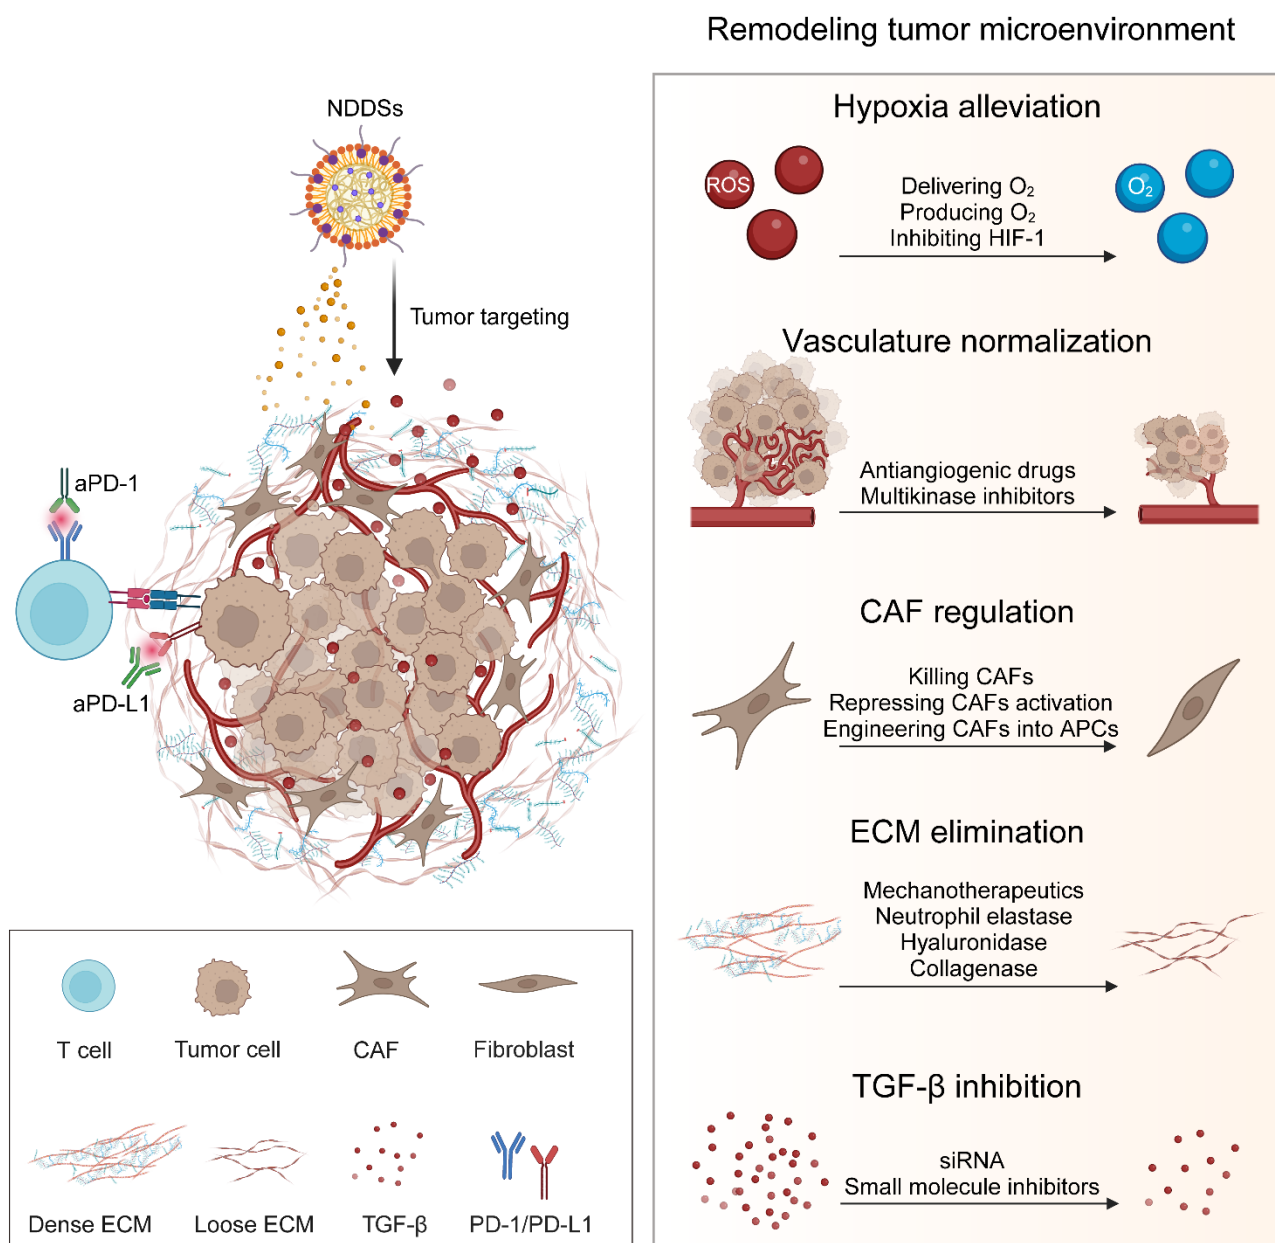 Remodeling tumor microenvironment
NDDSs
Tumor targeting
aPD-1
aPD-L1
T cell
Tumor cell
CAF
Fibroblast
Dense ECM
Loose ECM
TGF-β
PD-1/PD-L1
Hypoxia alleviation
ROS
Delivering O₂
Producing O₂
Inhibiting HIF-1
O₂
Vasculature normalization
Antiangiogenic drugs
Multikinase inhibitors
CAF regulation
Killing CAFs
Repressing CAFs activation
Engineering CAFs into APCs
ECM elimination
Mechanotherapeutics
Neutrophil elastase
Hyaluronidase
Collagenase
TGF-β inhibition
siRNA
Small molecule inhibitors